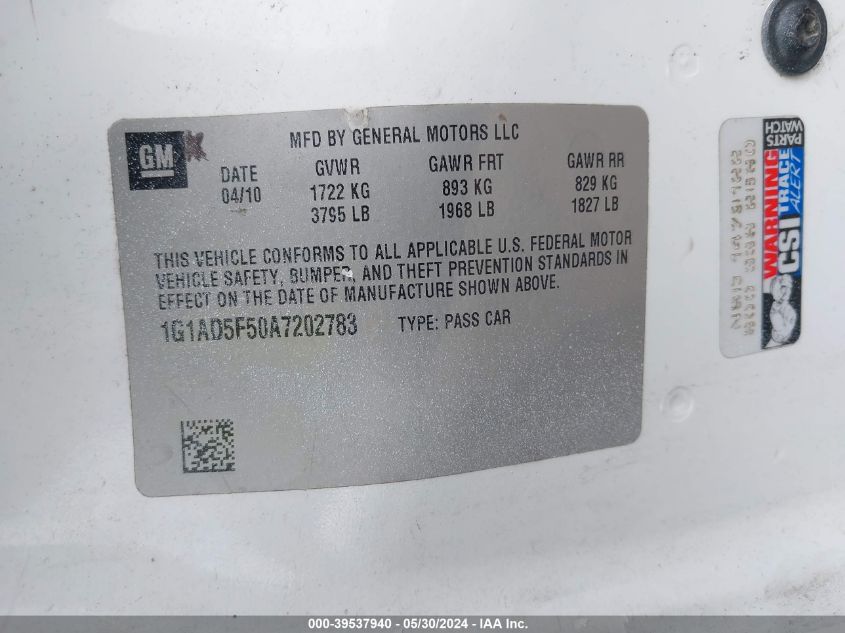 GM
MFD BY GENERAL MOTORS LLC
DATE GVWR GAWR FRT GAWR RR
04/10 1722 KG 893 KG 829 KG
3795 LB 1968 LB 1827 LB
THIS VEHICLE CONFORMS TO ALL APPLICABLE U.S. FEDERAL MOTOR
VEHICLE SAFETY, BUMPER, AND THEFT PREVENTION STANDARDS IN
EFFECT ON THE DATE OF MANUFACTURE SHOWN ABOVE.
1G1AD5F50A7202783 TYPE: PASS CAR
PARTS
WATCH
WARNING
CSI TRACE
ALERT
000-39537940 / 05/30/2024 - IAA Inc.